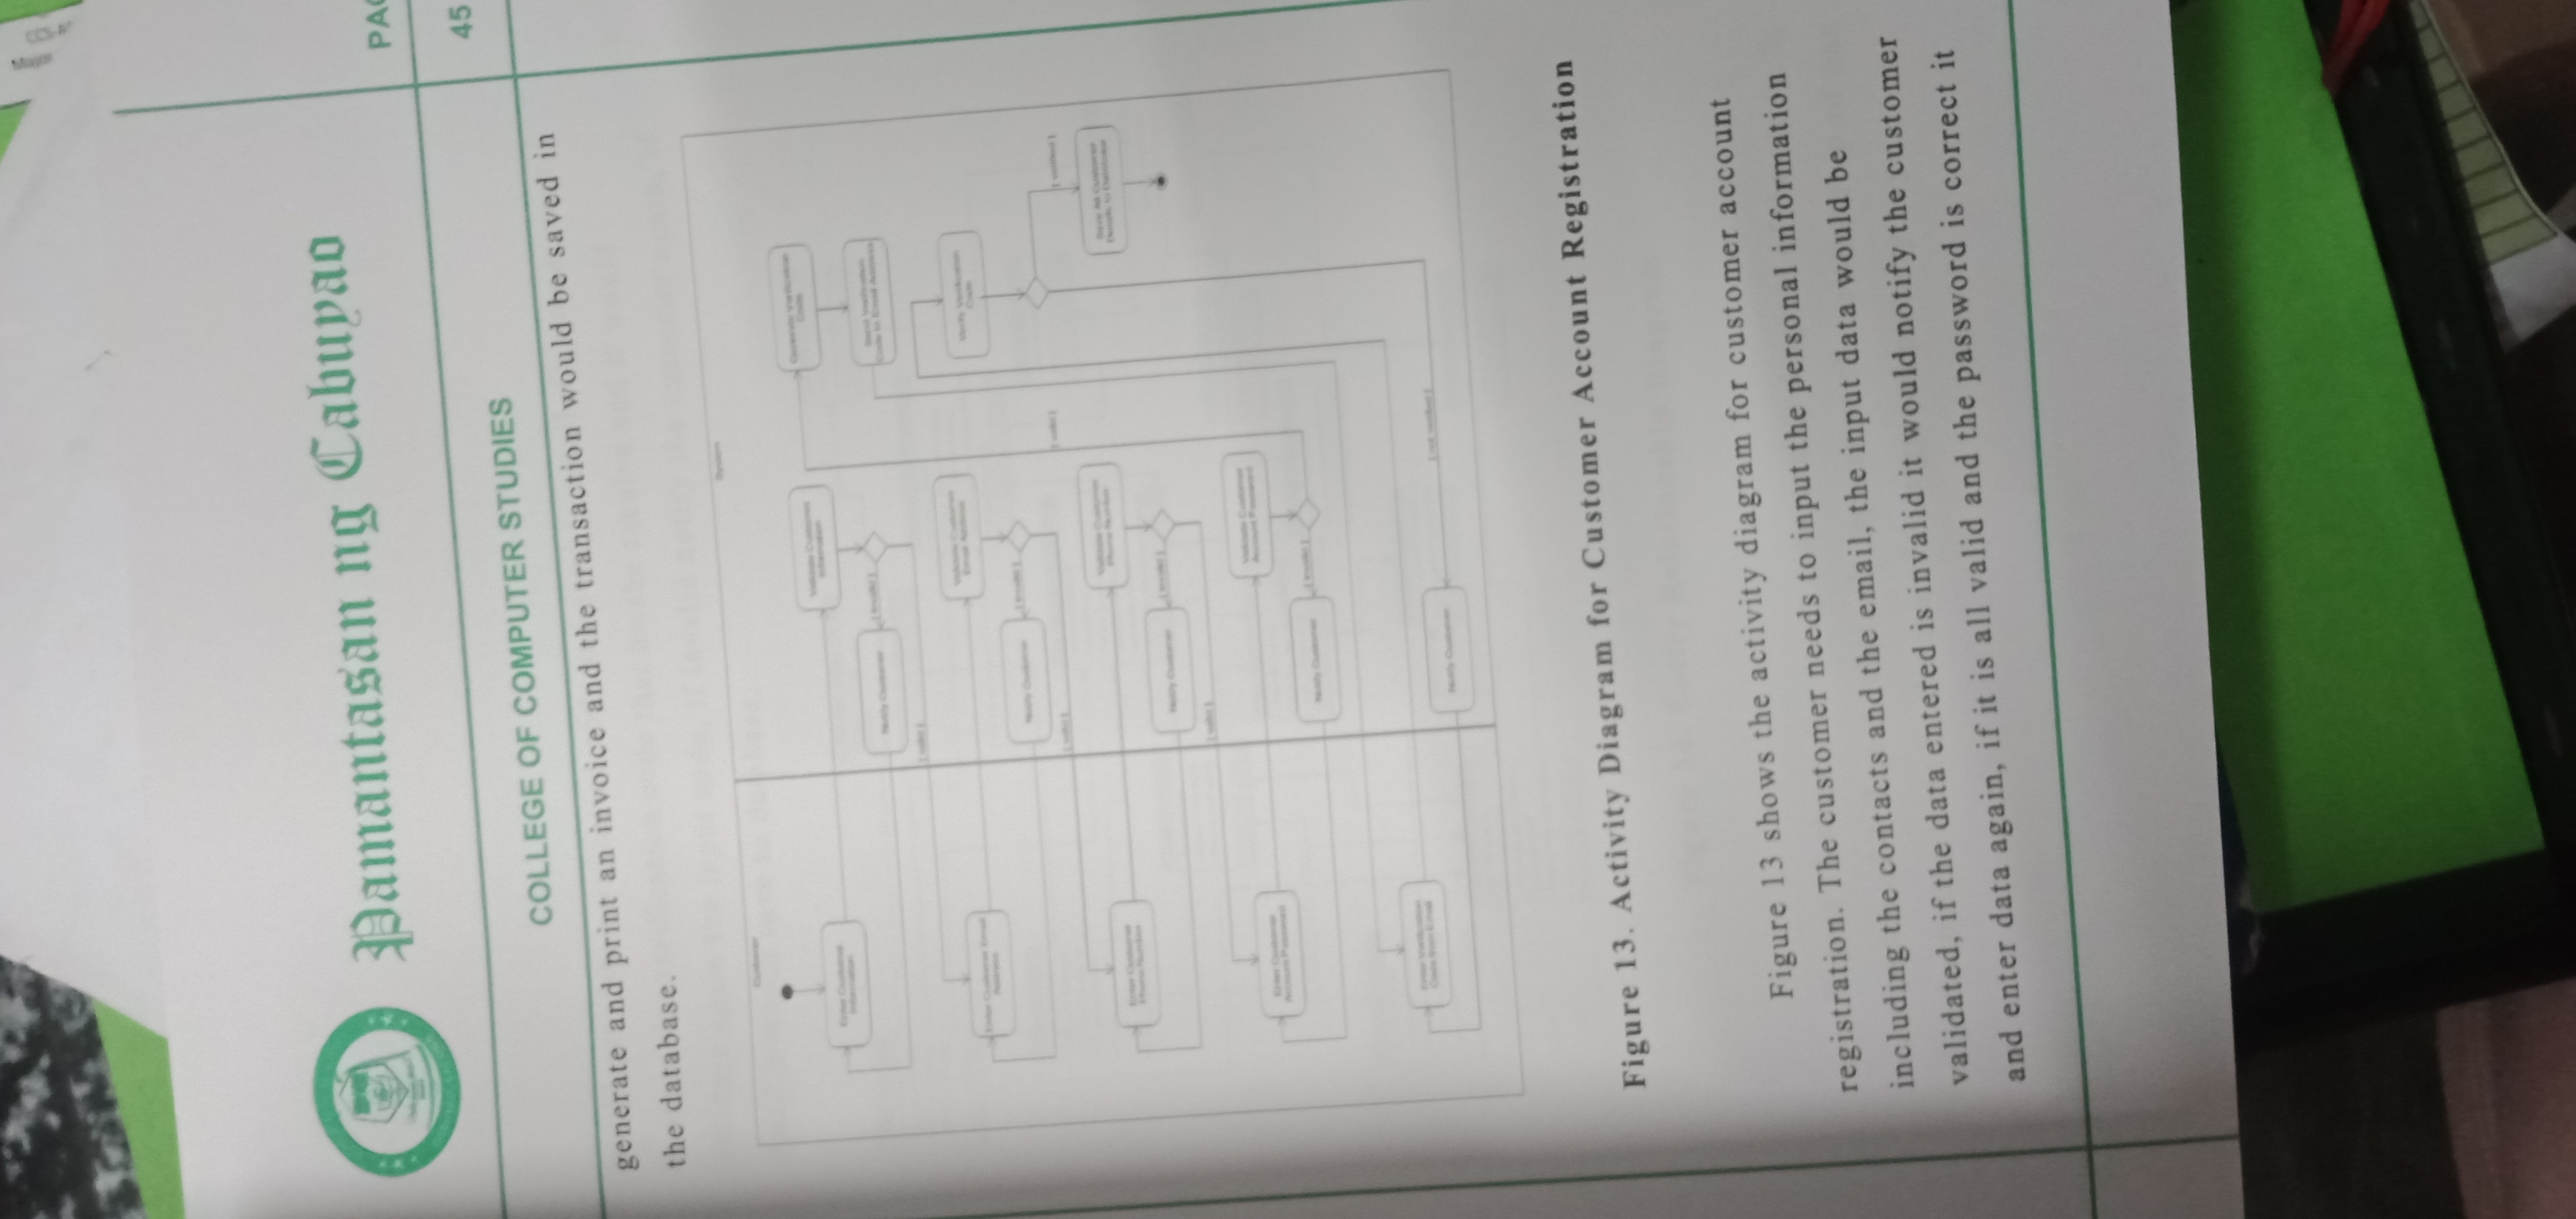 Pamantasan ng Cabuyao
PAG
45
COLLEGE OF COMPUTER STUDIES
generate and print an invoice and the transaction would be saved in
the database.
Customer
System
Enter Customer
Information
Validate Customer
Information
Generate Verification
Code
Notify Customer
[ invalid ]
Send Verification
Code to Email Address
[ valid ]
Enter Customer Email
Address
Validate Customer
Email Address
Verify Verification
Code
Notify Customer
[ invalid ]
[ valid ]
[ valid ]
[ verified ]
Enter Customer
Phone Number
Validate Customer
Phone Number
Save All Customer
Details to Database
Notify Customer
[ invalid ]
[ valid ]
Enter Customer
Account Password
Validate Customer
Account Password
Notify Customer
[ invalid ]
Enter Verification
Code from Email
Notify Customer
[ not verified ]
Figure 13. Activity Diagram for Customer Account Registration
Figure 13 shows the activity diagram for customer account
registration. The customer needs to input the personal information
including the contacts and the email, the input data would be
validated, if the data entered is invalid it would notify the customer
and enter data again, if it is all valid and the password is correct it